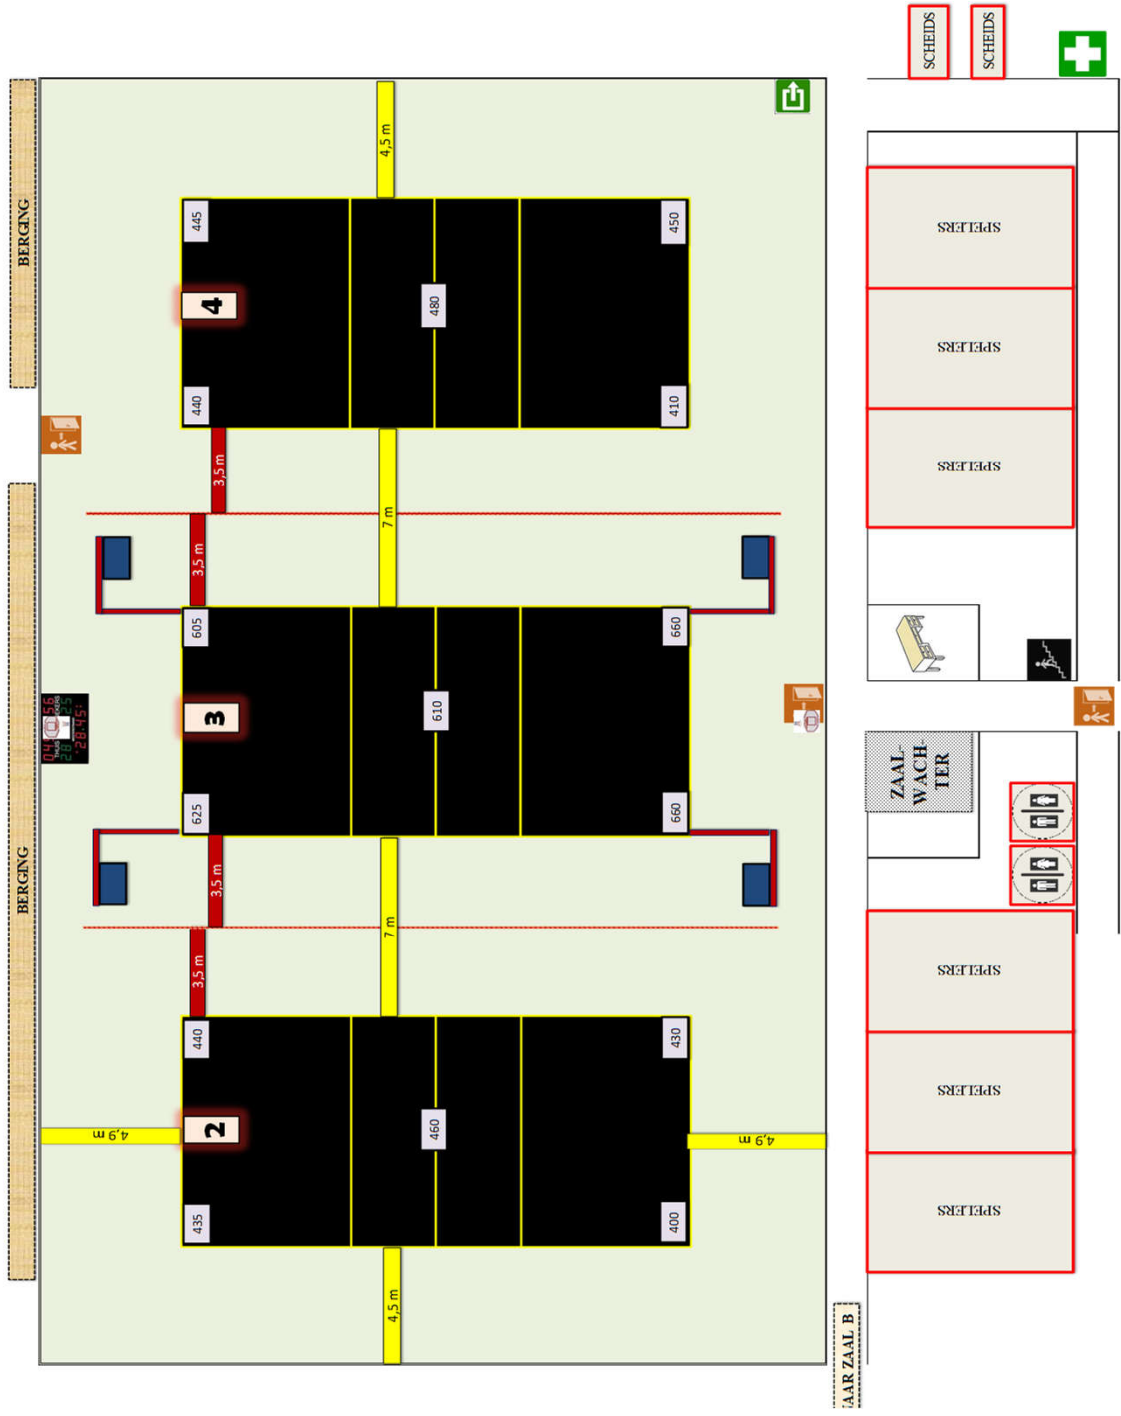 SCHEIDS
SCHEIDS
BERGING
4,5 m
445
450
SPELERS
4
480
SPELERS
440
410
3,5 m
SPELERS
7 m
3,5 m
605
660
3
610
625
660
ZAAL-
WACH-
TER
BERGING
3,5 m
7 m
3,5 m
SPELERS
440
430
SPELERS
4,9 m
2
460
4,9 m
435
400
SPELERS
4,5 m
AAR ZAAL B